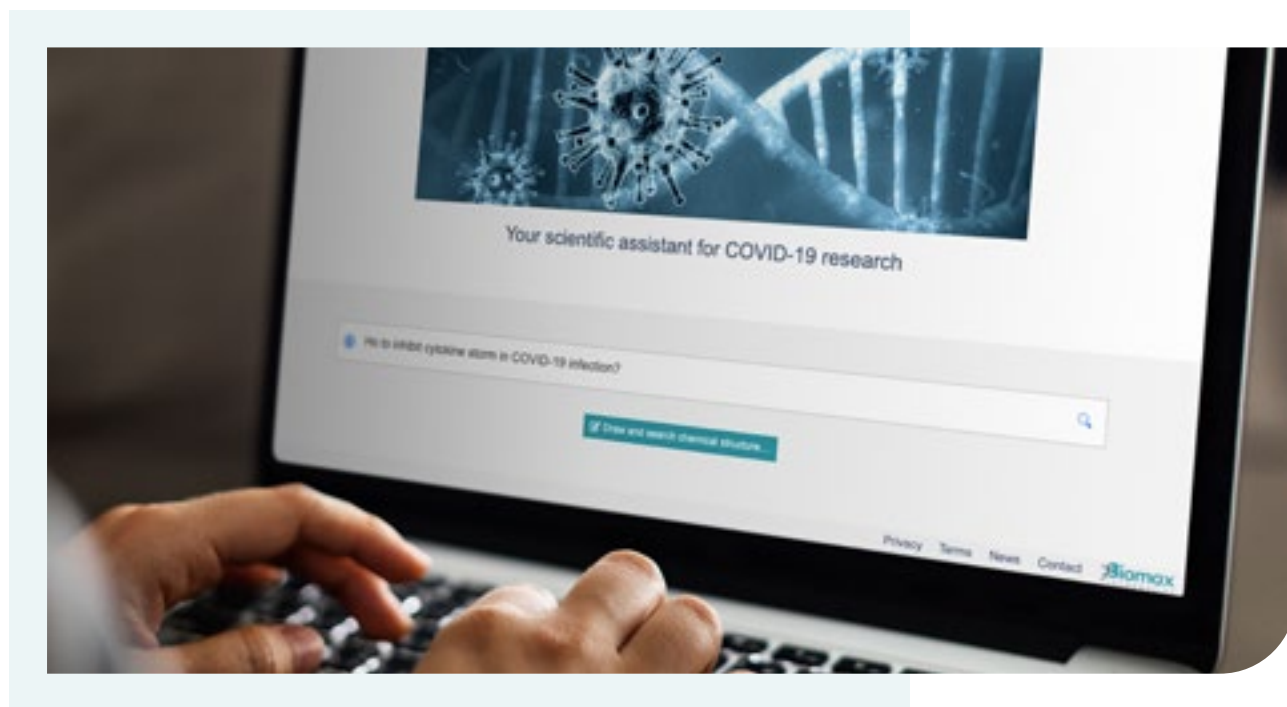 Your scientific assistant for COVID-19 research
Ho to inhibit cytokine storm in COVID-19 infection?
Draw and search chemical structure...
Privacy Terms News Contact Biomax